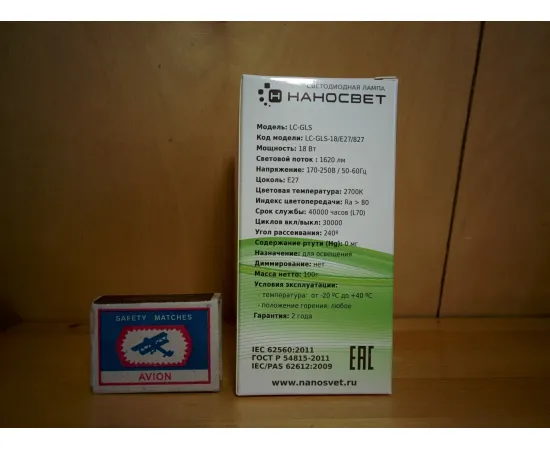 СВЕТОДИОДНАЯ ЛАМПА
НАНОСВЕТ
Модель: LC-GLS
Код модели: LC-GLS-18/E27/827
Мощность: 18 Вт
Световой поток : 1620 лм
Напряжение: 170-250В / 50-60Гц
Цоколь: E27
Цветовая температура: 2700К
Индекс цветопередачи: Ra > 80
Срок службы: 40000 часов (L70)
Циклов вкл/выкл: 30000
Угол рассеивания: 240º
Содержание ртути (Hg): 0 мг
Назначение: для освещения
Диммирование: нет
Масса нетто: 100г
Условия эксплуатации:
- температура: от -20 ºC до +40 ºC
- положение горения: любое
Гарантия: 2 года
IEC 62560:2011
ГОСТ Р 54815-2011
IEC/PAS 62612:2009
EAC
www.nanosvet.ru
SAFETY MATCHES
AVION